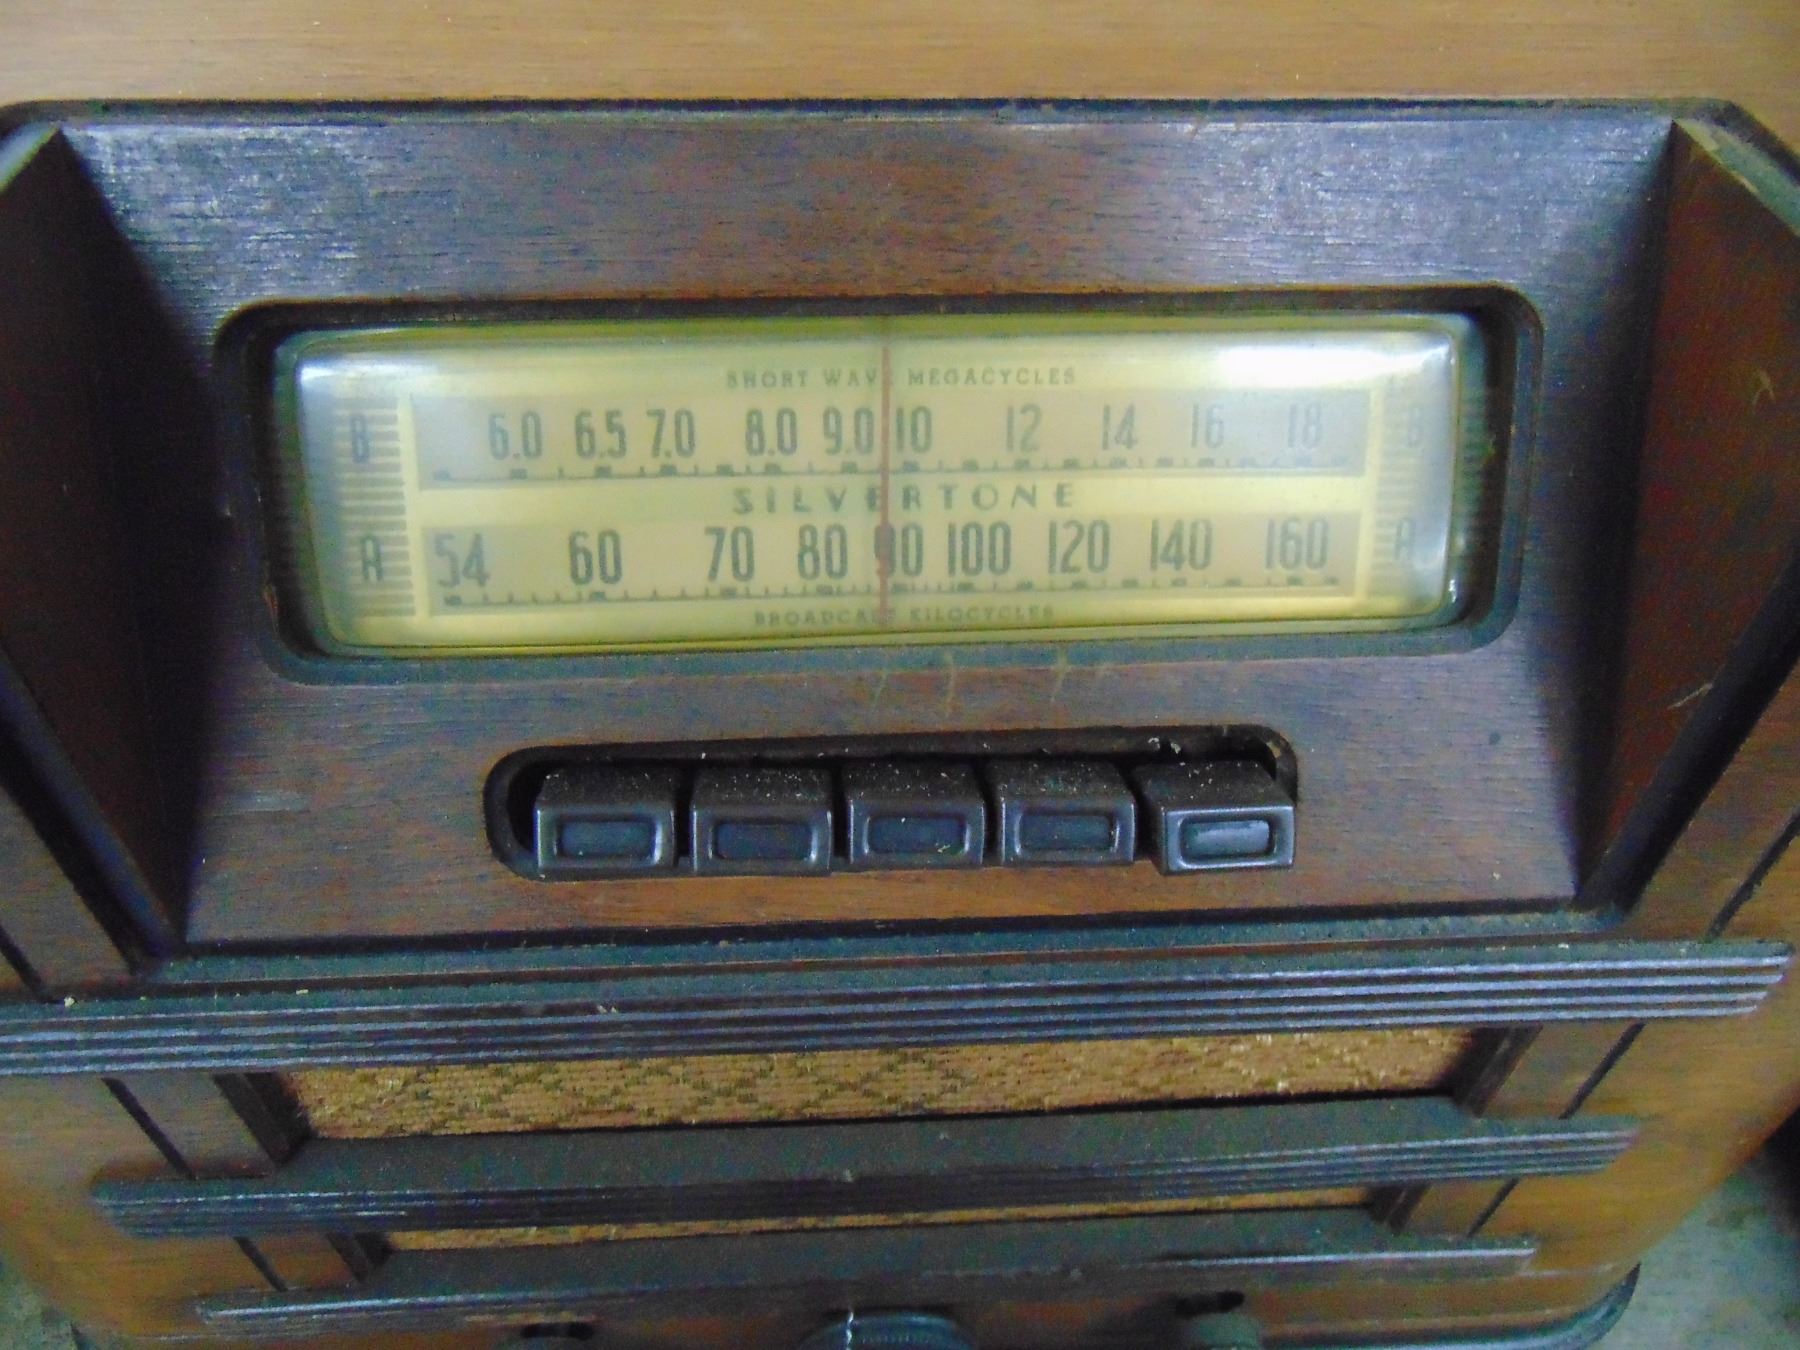 SHORT WAVE MEGACYCLES
B 6.0 6.5 7.0 8.0 9.0 10 12 14 16 18 B
SILVERTONE
A 54 60 70 80 90 100 120 140 160 A
BROADCAST KILOCYCLES